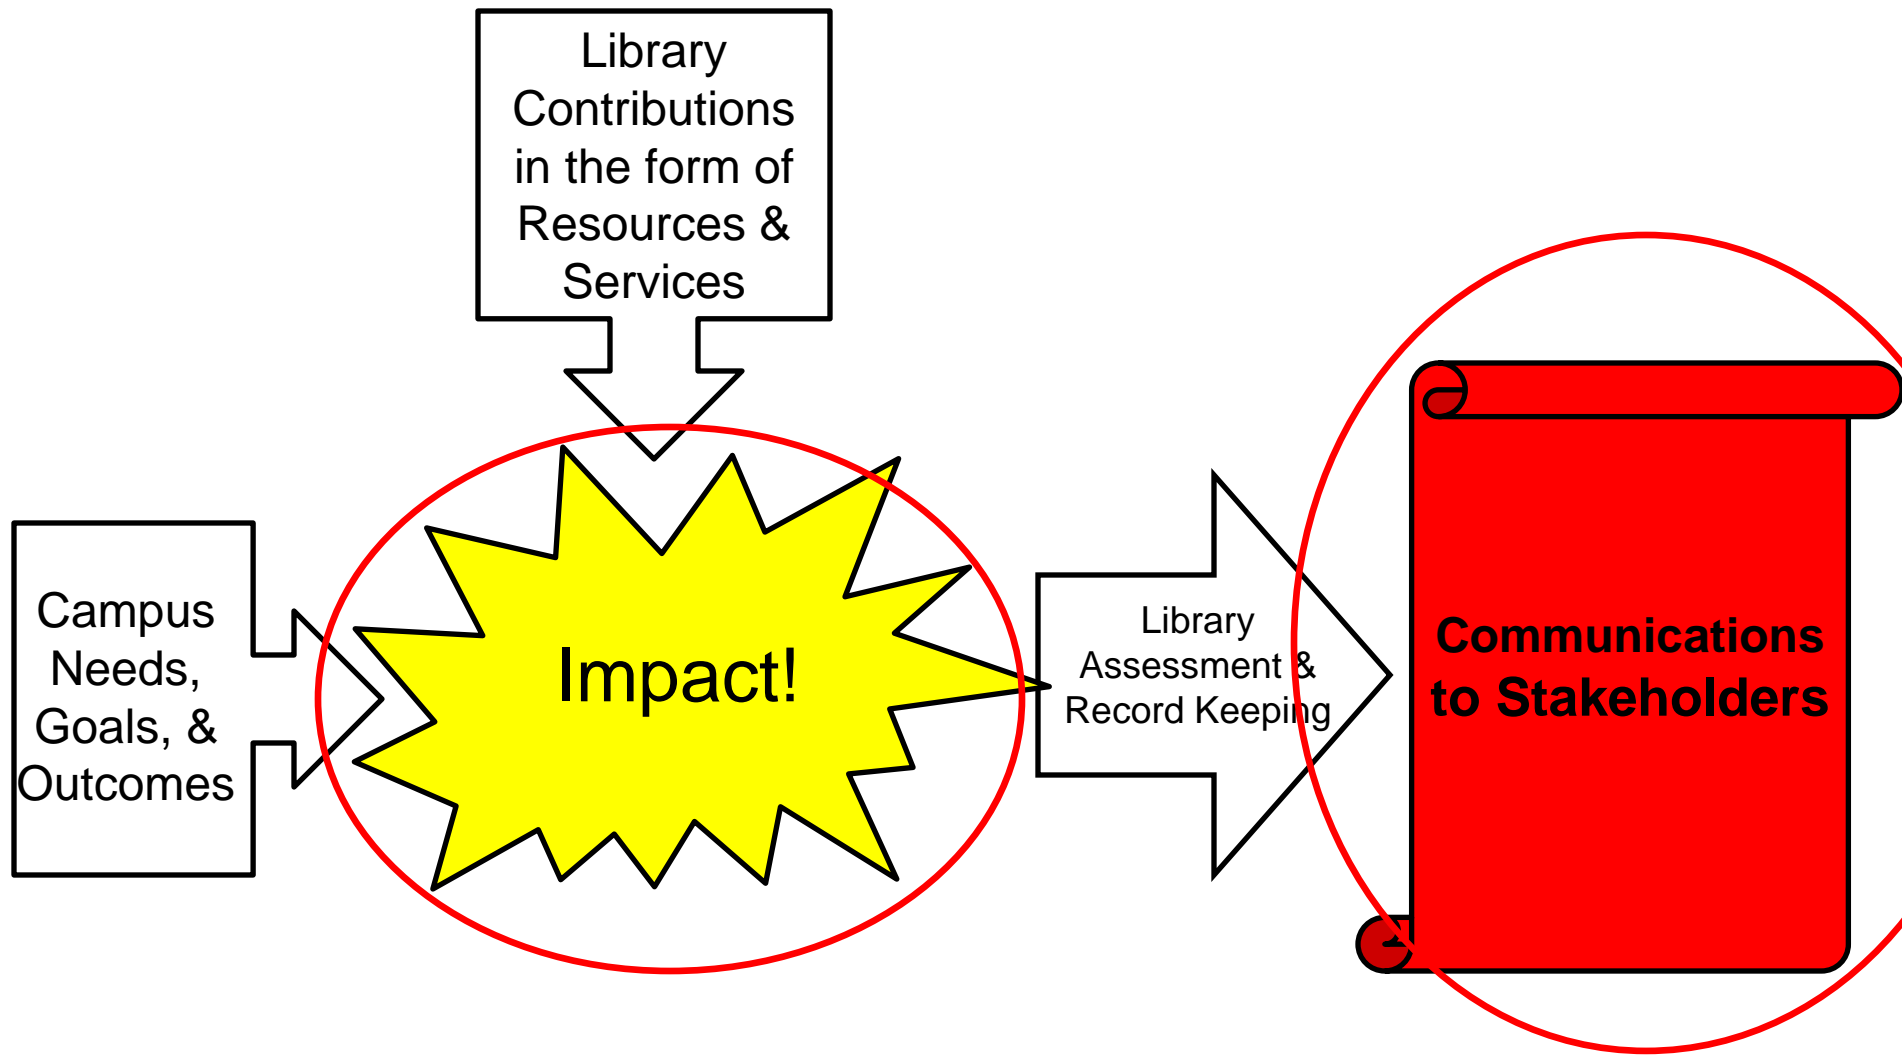 Library
Contributions
in the form of
Resources &
Services
Campus
Needs,
Goals, &
Outcomes
Impact!
Library
Assessment &
Record Keeping
Communications
to Stakeholders